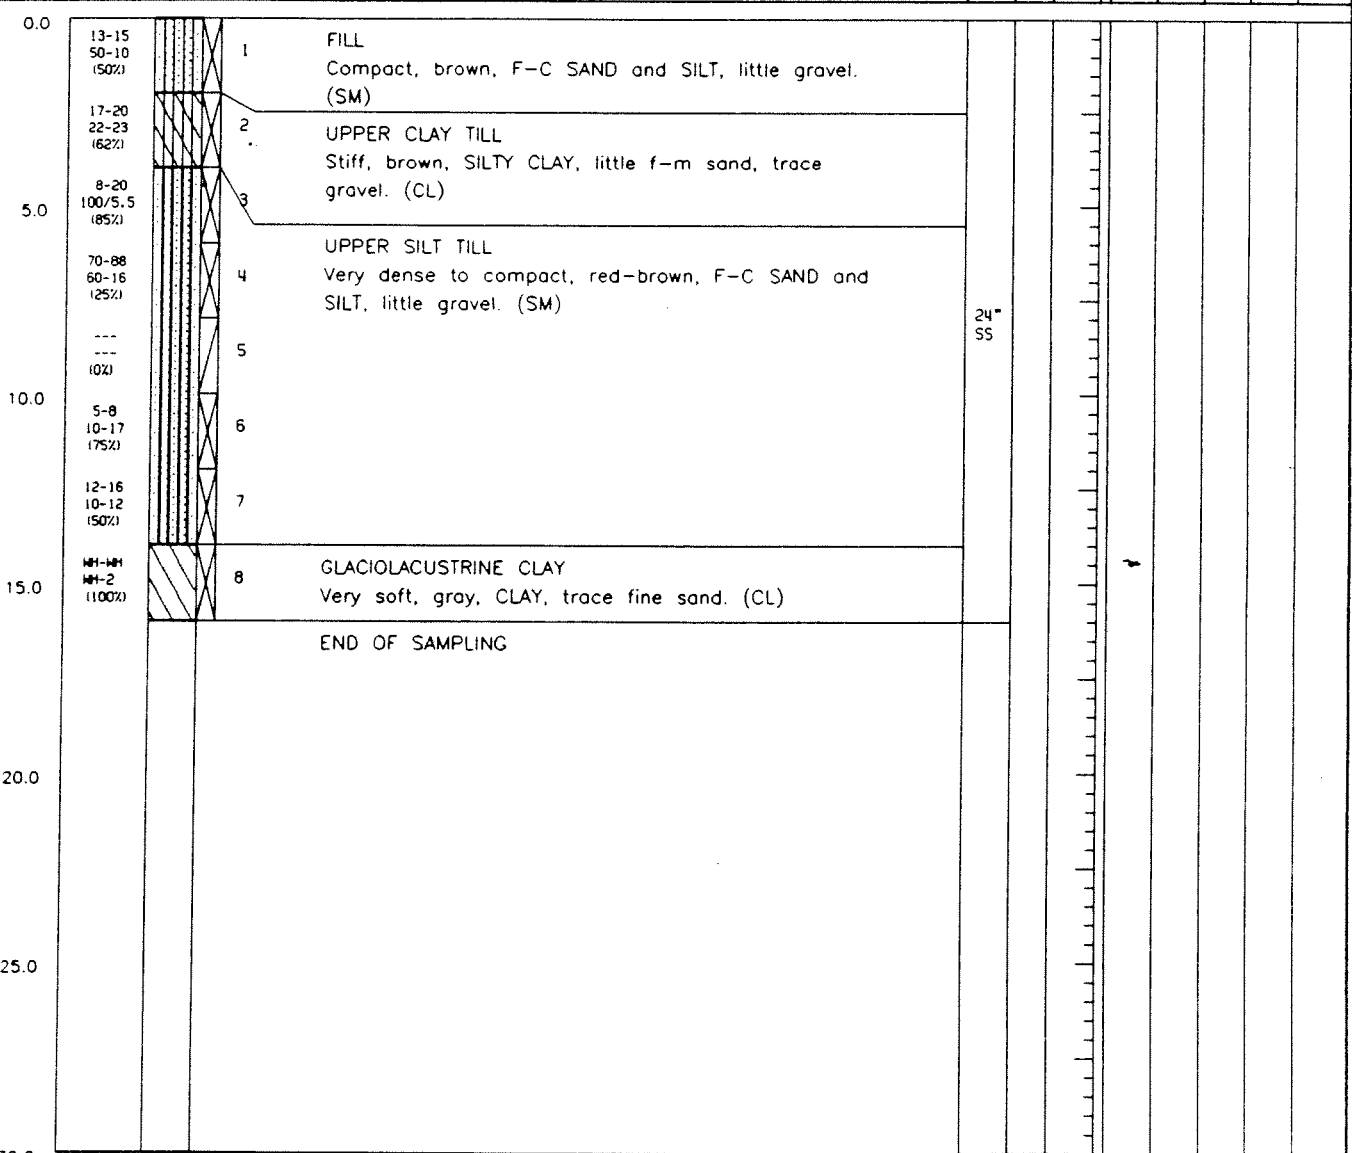 0.0
13-15
50-10
(50%)
1
FILL
Compact, brown, F-C SAND and SILT, little gravel.
(SM)
17-20
22-23
(62%)
2
UPPER CLAY TILL
Stiff, brown, SILTY CLAY, little f-m sand, trace
gravel. (CL)
8-20
100/5.5
(85%)
3
5.0
UPPER SILT TILL
Very dense to compact, red-brown, F-C SAND and
SILT, little gravel. (SM)
70-88
60-16
(25%)
4
24"
SS
---
---
(0%)
5
10.0
5-8
10-17
(75%)
6
12-16
10-12
(50%)
7
WH-WH
WH-2
(100%)
8
GLACIOLACUSTRINE CLAY
Very soft, gray, CLAY, trace fine sand. (CL)
15.0
END OF SAMPLING
20.0
25.0